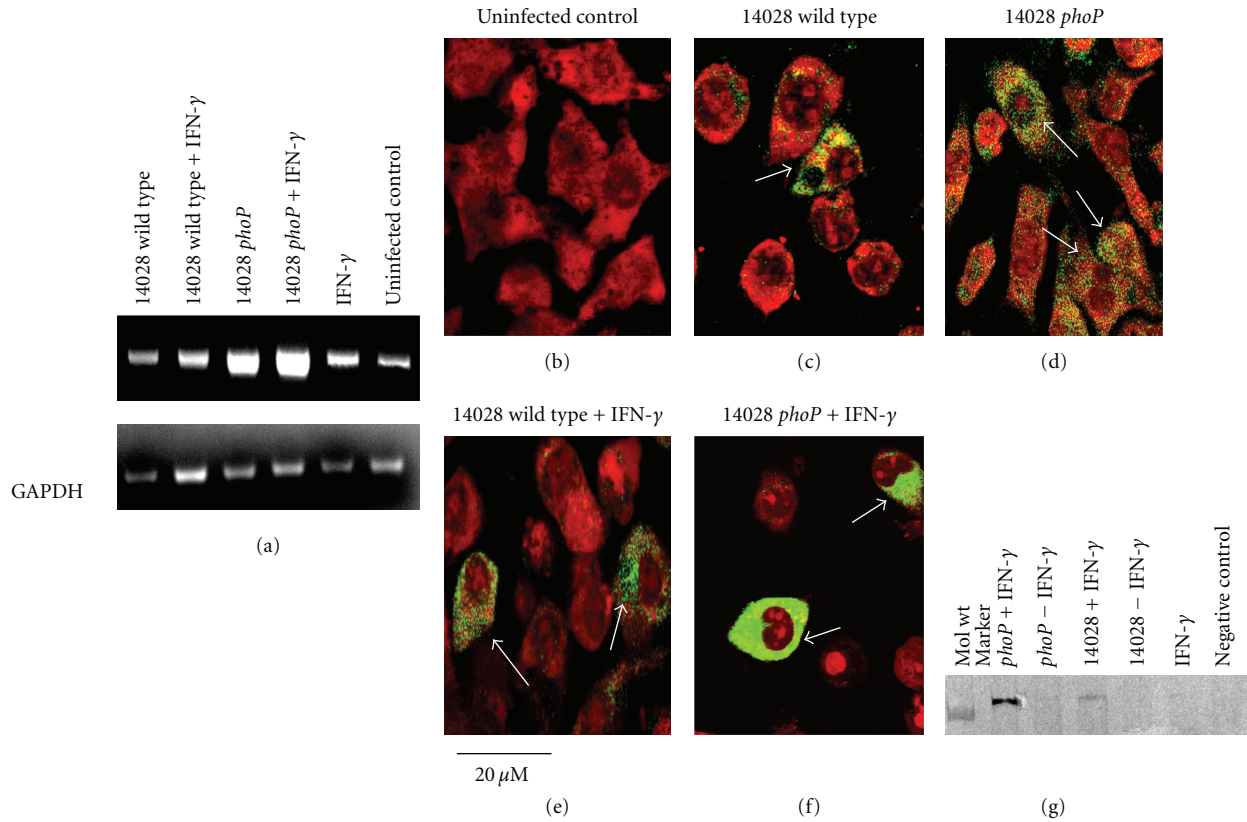 14028 wild type
14028 wild type + IFN-γ
14028 phoP
14028 phoP + IFN-γ
IFN-γ
Uninfected control
GAPDH
(a)
Uninfected control
(b)
14028 wild type
(c)
14028 phoP
(d)
14028 wild type + IFN-γ
20 μM
(e)
14028 phoP + IFN-γ
(f)
Mol wt
Marker
phoP + IFN-γ
phoP − IFN-γ
14028 + IFN-γ
14028 − IFN-γ
IFN-γ
Negative control
(g)